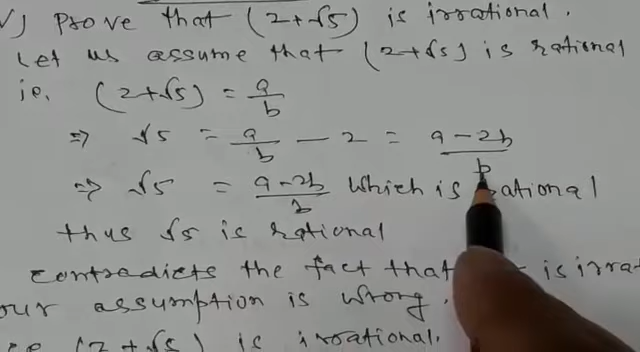 V) Prove that (2+√5) is irrational.
Let us assume that (2+√5) is rational
ie, (2+√5) = a/b
⇒ √5 = a/b - 2 = a-2b/b
⇒ √5 = a-2b/b which is rational
thus √5 is rational
contradicts the fact that is irrat
our assumption is wrong.
(2+√5) is irrational.